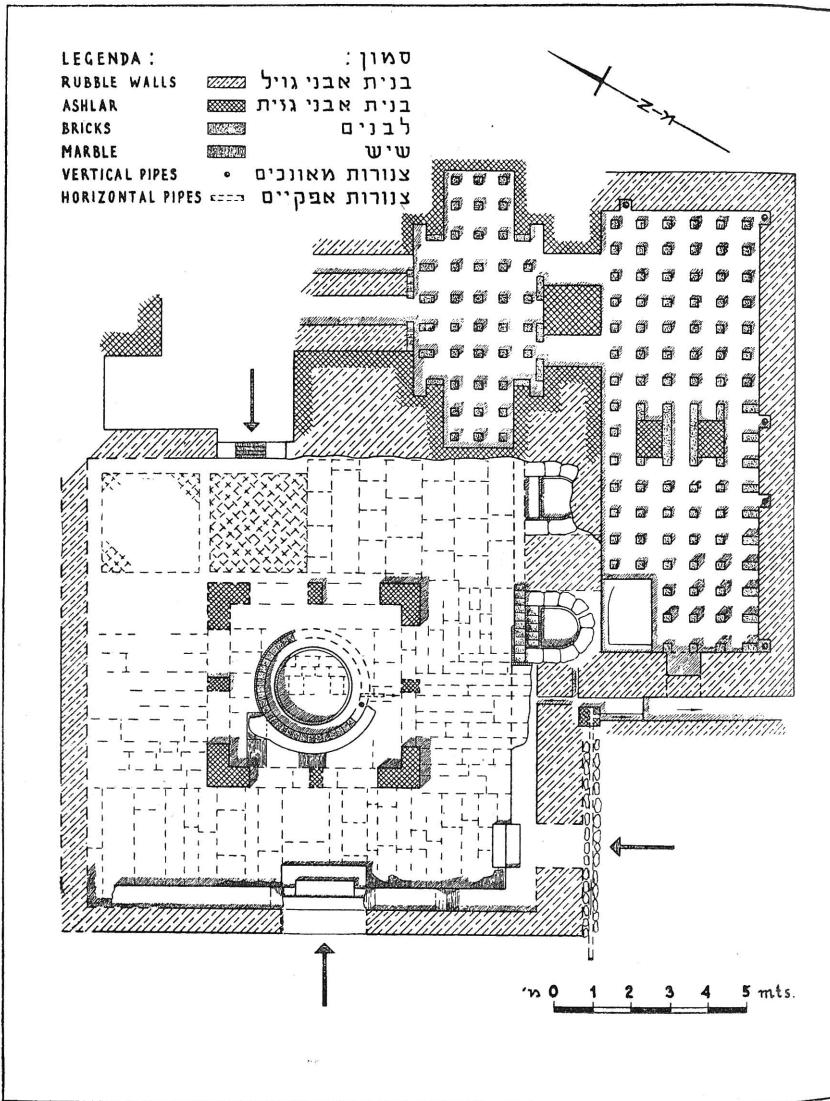 LEGENDA : סמון :
RUBBLE WALLS בנית אבני גויל
ASHLAR בנית אבני גזית
BRICKS לבנים
MARBLE שיש
VERTICAL PIPES צנורות מאונכים
HORIZONTAL PIPES צנורות אפקיים
N-צ
מ' 0 1 2 3 4 5 mts.